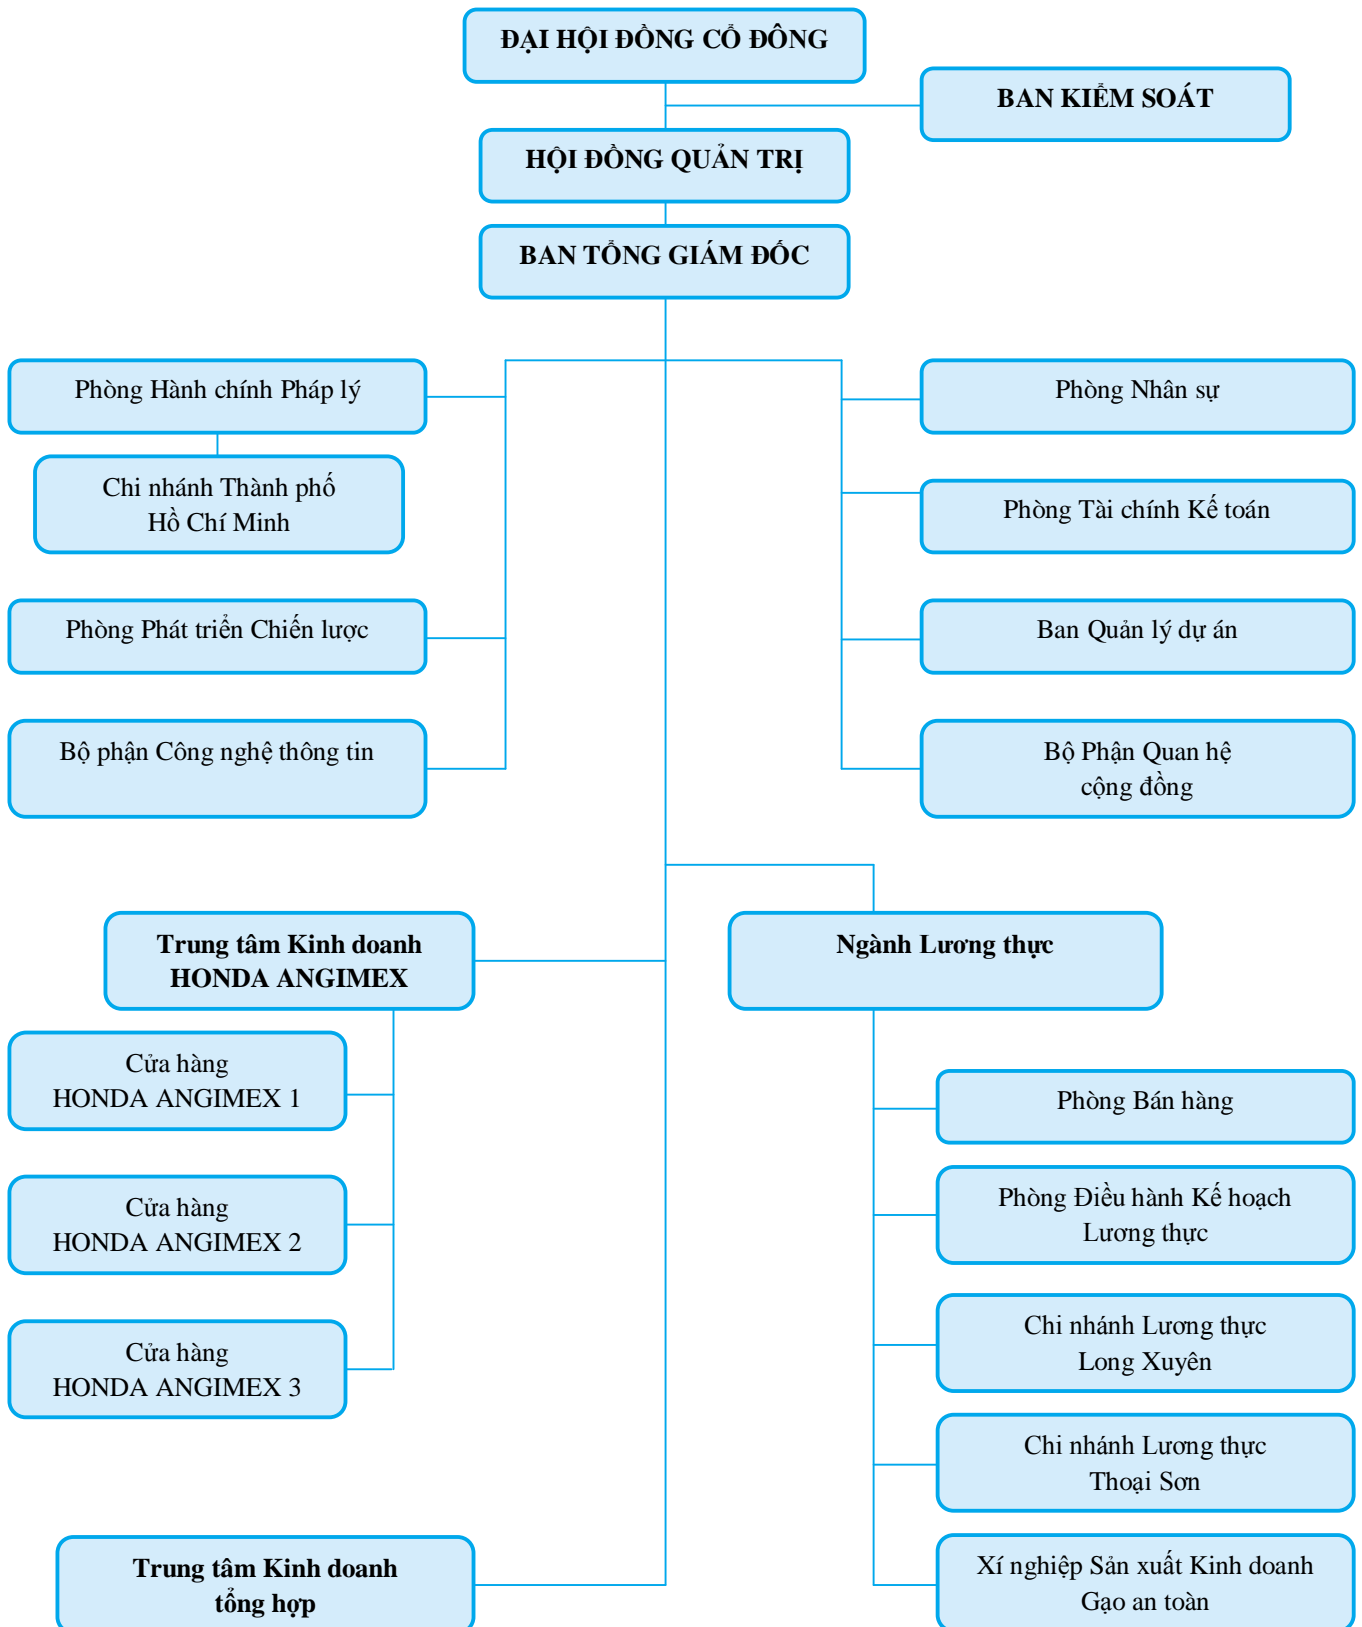 ĐẠI HỘI ĐỒNG CỔ ĐÔNG
BAN KIỂM SOÁT
HỘI ĐỒNG QUẢN TRỊ
BAN TỔNG GIÁM ĐỐC
Phòng Hành chính Pháp lý
Chi nhánh Thành phố
Hồ Chí Minh
Phòng Phát triển Chiến lược
Bộ phận Công nghệ thông tin
Phòng Nhân sự
Phòng Tài chính Kế toán
Ban Quản lý dự án
Bộ Phận Quan hệ
cộng đồng
Trung tâm Kinh doanh
HONDA ANGIMEX
Cửa hàng
HONDA ANGIMEX 1
Cửa hàng
HONDA ANGIMEX 2
Cửa hàng
HONDA ANGIMEX 3
Ngành Lương thực
Phòng Bán hàng
Phòng Điều hành Kế hoạch
Lương thực
Chi nhánh Lương thực
Long Xuyên
Chi nhánh Lương thực
Thoại Sơn
Xí nghiệp Sản xuất Kinh doanh
Gạo an toàn
Trung tâm Kinh doanh
tổng hợp